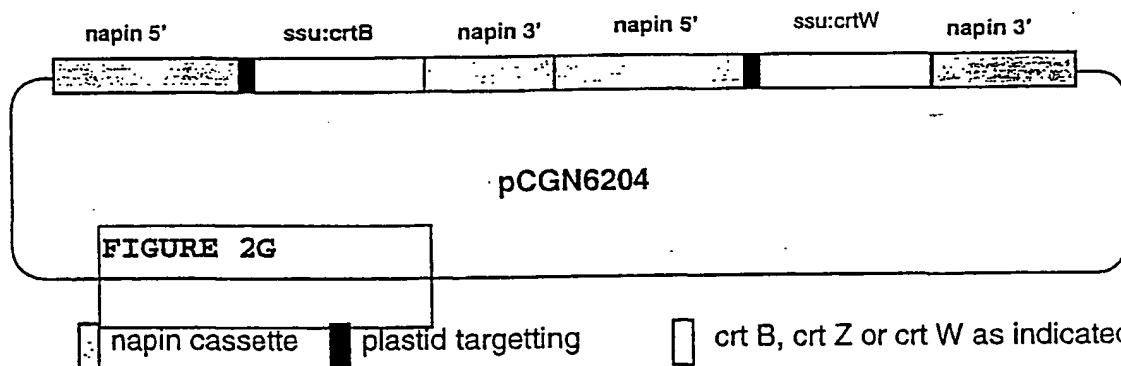 napin 5' ssu:crtB napin 3' napin 5' ssu:crtW napin 3'
pCGN6204
FIGURE 2G
napin cassette plastid targetting crt B, crt Z or crt W as indicated